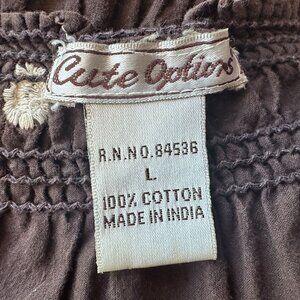 Cute Options
R.N.NO.84536
L
100% COTTON
MADE IN INDIA